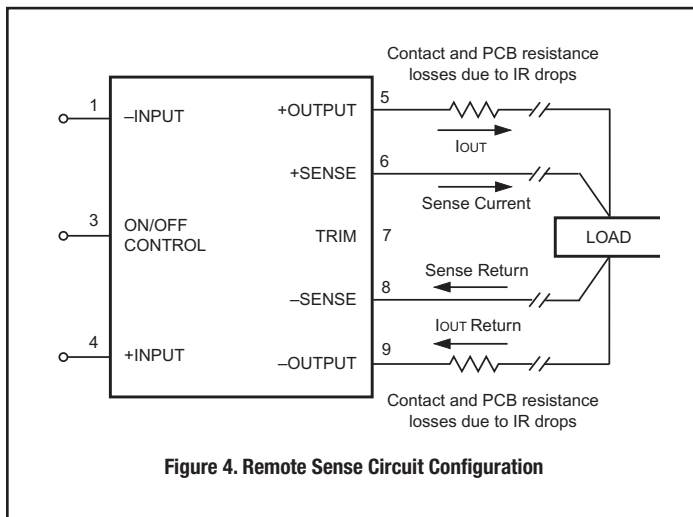 Contact and PCB resistance
losses due to IR drops
1
–INPUT
+OUTPUT
5
IOUT
+SENSE
6
Sense Current
3
ON/OFF
CONTROL
TRIM
7
LOAD
Sense Return
–SENSE
8
IOUT Return
4
+INPUT
–OUTPUT
9
Contact and PCB resistance
losses due to IR drops
Figure 4. Remote Sense Circuit Configuration